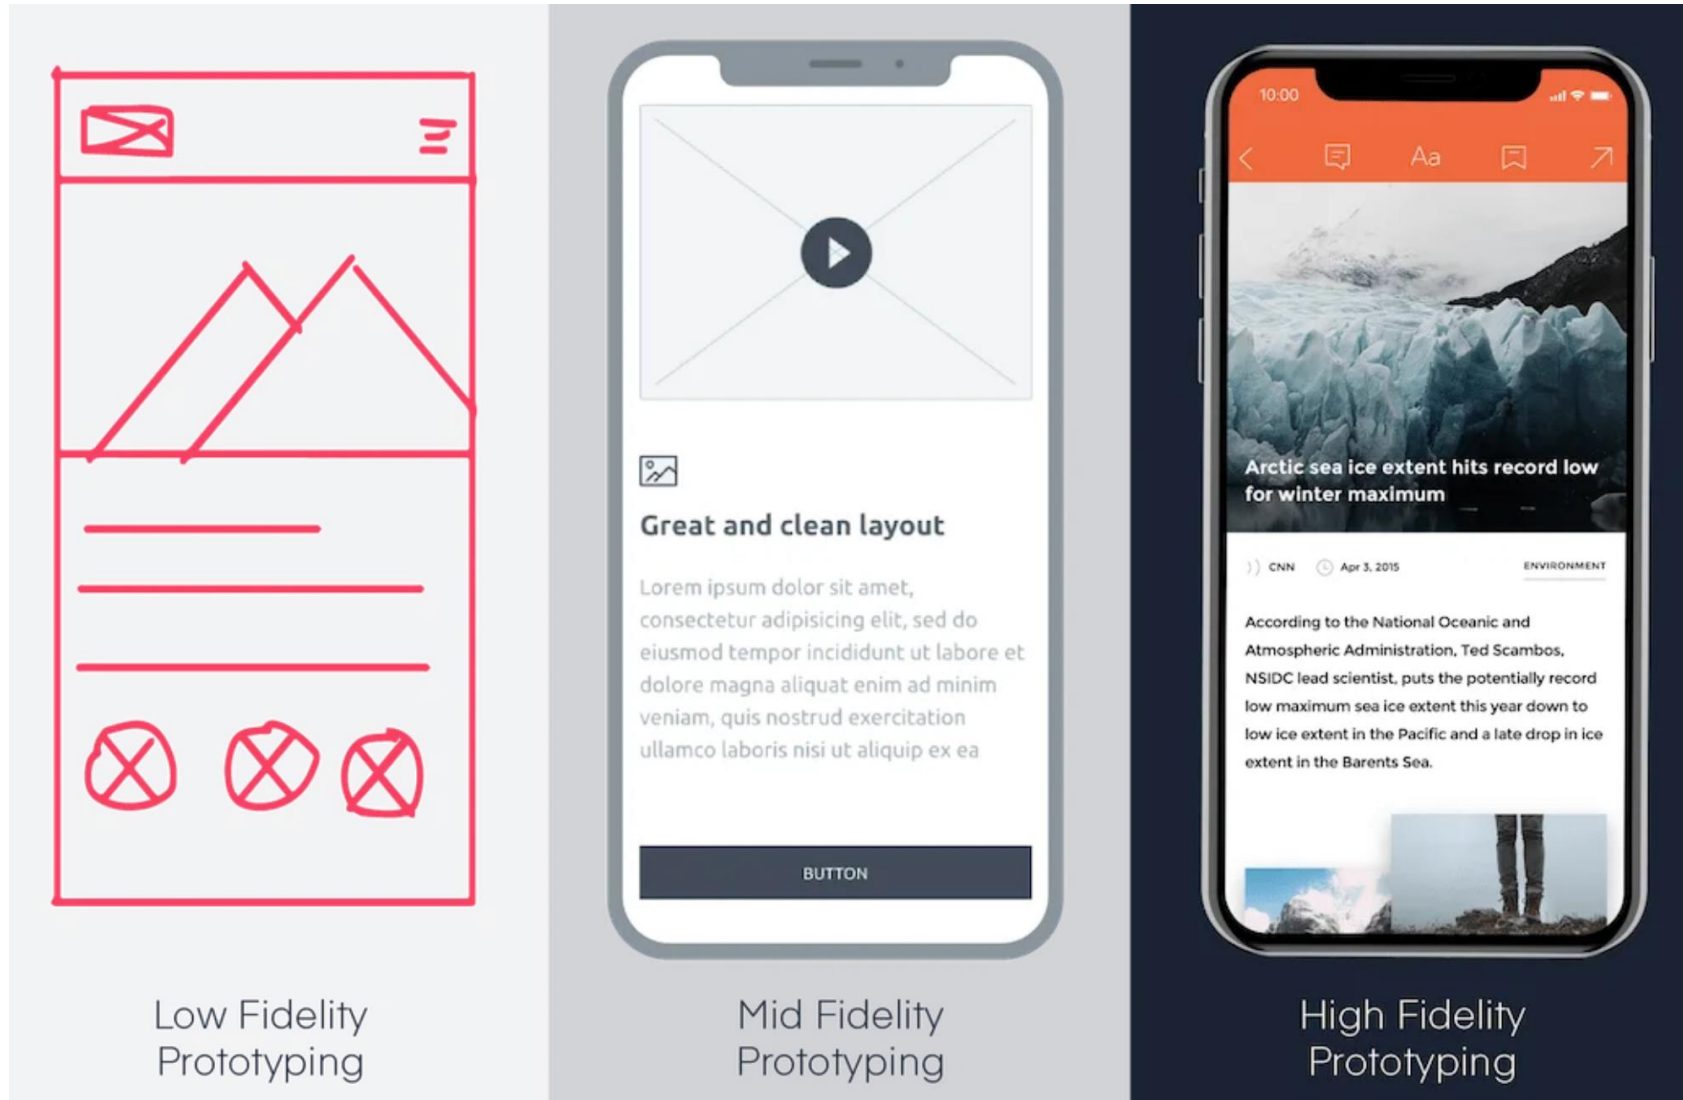 Low Fidelity
Prototyping
Great and clean layout
Lorem ipsum dolor sit amet,
consectetur adipisicing elit, sed do
eiusmod tempor incididunt ut labore et
dolore magna aliquat enim ad minim
veniam, quis nostrud exercitation
ullamco laboris nisi ut aliquip ex ea
BUTTON
Mid Fidelity
Prototyping
10:00
Aa
Arctic sea ice extent hits record low
for winter maximum
CNN Apr 3, 2015 ENVIRONMENT
According to the National Oceanic and
Atmospheric Administration, Ted Scambos,
NSIDC lead scientist, puts the potentially record
low maximum sea ice extent this year down to
low ice extent in the Pacific and a late drop in ice
extent in the Barents Sea.
High Fidelity
Prototyping